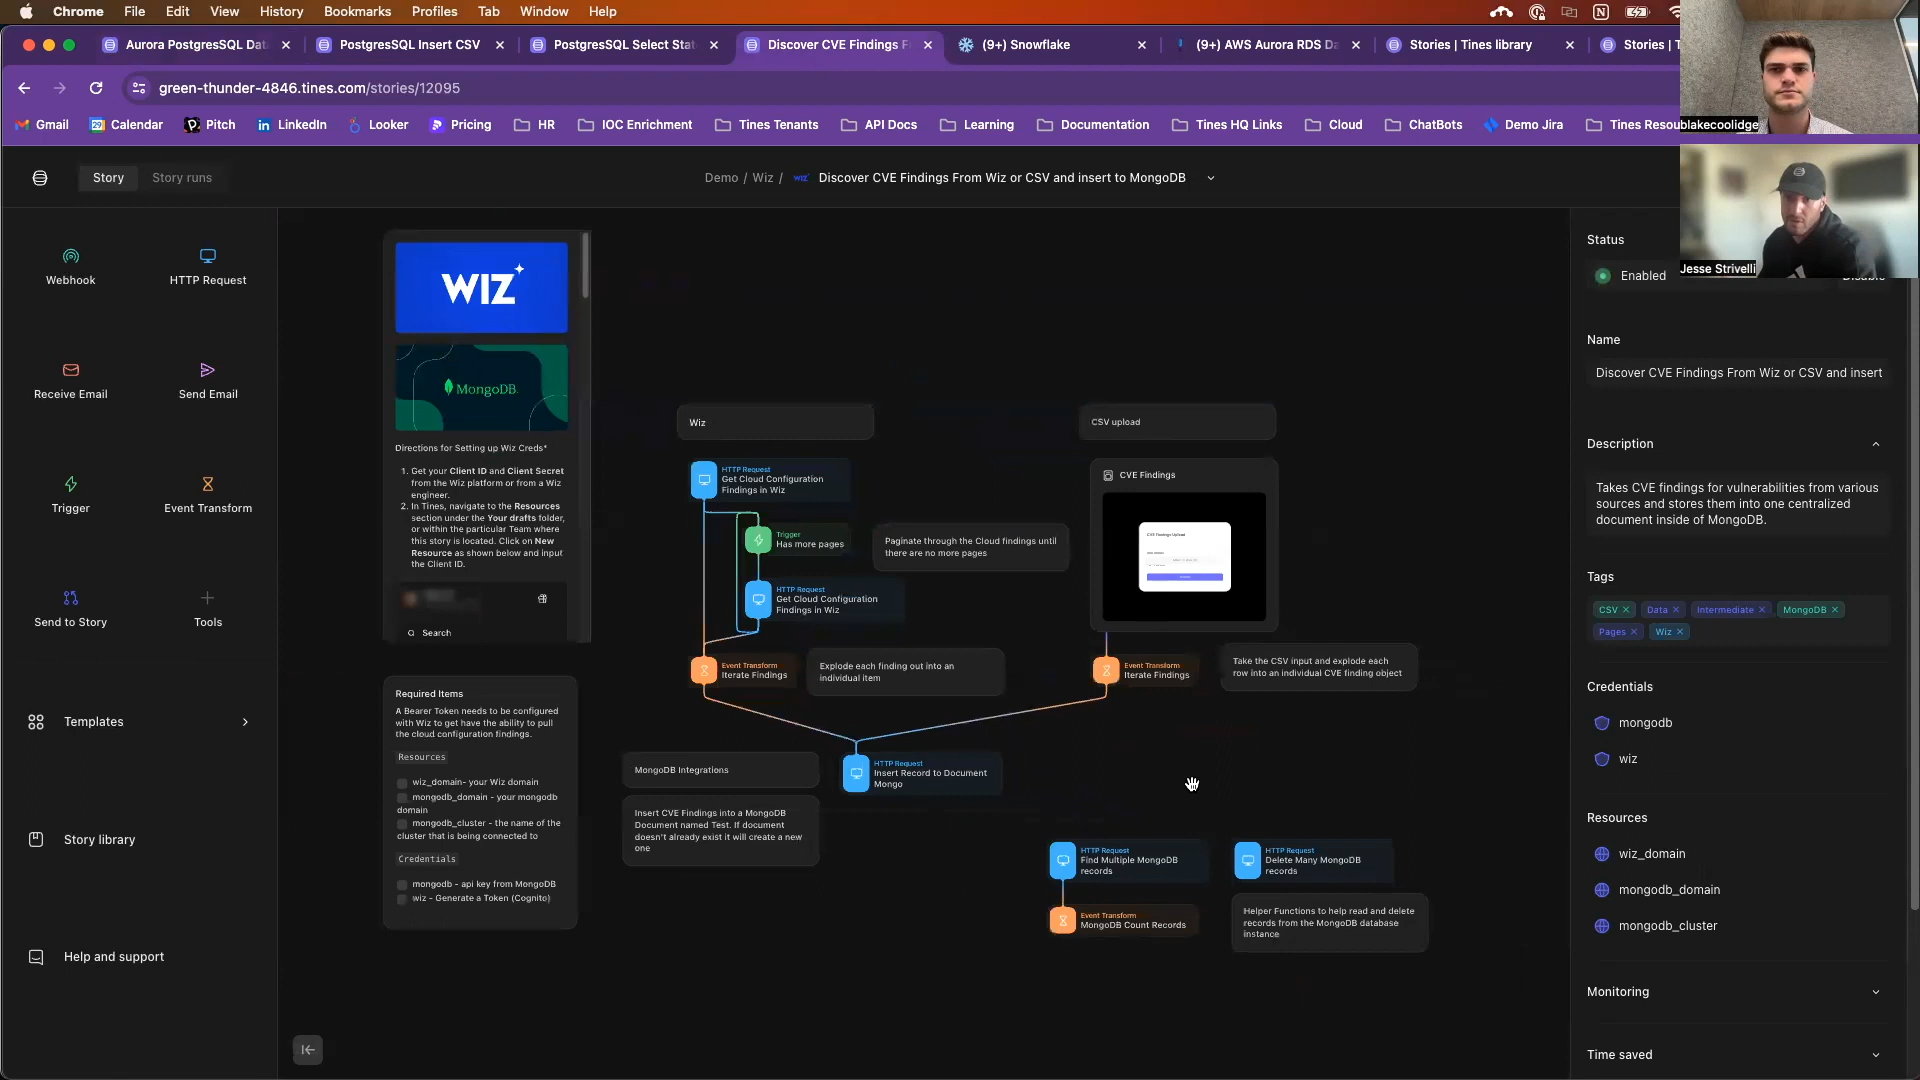 Chrome File Edit View History Bookmarks Profiles Tab Window Help
Aurora PostgresSQL Dat
PostgresSQL Insert CSV
PostgresSQL Select Stat
Discover CVE Findings F
(9+) Snowflake
(9+) AWS Aurora RDS Da
Stories | Tines library
Stories | T
green-thunder-4846.tines.com/stories/12095
Gmail
Calendar
Pitch
LinkedIn
Looker
Pricing
HR
IOC Enrichment
Tines Tenants
API Docs
Learning
Documentation
Tines HQ Links
Cloud
ChatBots
Demo Jira
Tines Resou
blakecoolidge
Jesse Strivelli
Story
Story runs
Demo / Wiz / WIZ Discover CVE Findings From Wiz or CSV and insert to MongoDB
Webhook
HTTP Request
Receive Email
Send Email
Trigger
Event Transform
Send to Story
Tools
Templates
Story library
Help and support
WIZ
MongoDB
Directions for Setting up Wiz Creds*
1. Get your Client ID and Client Secret
from the Wiz platform or from a Wiz
engineer.
2. In Tines, navigate to the Resources
section under the Your drafts folder,
or within the particular Team where
this story is located. Click on New
Resource as shown below and input
the Client ID.
Search
Required Items
A Bearer Token needs to be configured
with Wiz to get have the ability to pull
the cloud configuration findings.
Resources
wiz_domain- your Wiz domain
mongodb_domain - your mongodb
domain
mongodb_cluster - the name of the
cluster that is being connected to
Credentials
mongodb - api key from MongoDB
wiz - Generate a Token (Cognito)
Wiz
HTTP Request
Get Cloud Configuration
Findings in Wiz
Trigger
Has more pages
Paginate through the Cloud findings until
there are no more pages
HTTP Request
Get Cloud Configuration
Findings in Wiz
Event Transform
Iterate Findings
Explode each finding out into an
individual item
CSV upload
CVE Findings
CVE Findings Upload
Event Transform
Iterate Findings
Take the CSV input and explode each
row into an individual CVE finding object
MongoDB Integrations
Insert CVE Findings into a MongoDB
Document named Test. If document
doesn't already exist it will create a new
one
HTTP Request
Insert Record to Document
Mongo
HTTP Request
Find Multiple MongoDB
records
Event Transform
MongoDB Count Records
HTTP Request
Delete Many MongoDB
records
Helper Functions to help read and delete
records from the MongoDB database
instance
Status
Enabled
Disable
Name
Discover CVE Findings From Wiz or CSV and insert
Description
Takes CVE findings for vulnerabilities from various
sources and stores them into one centralized
document inside of MongoDB.
Tags
CSV
Data
Intermediate
MongoDB
Pages
Wiz
Credentials
mongodb
wiz
Resources
wiz_domain
mongodb_domain
mongodb_cluster
Monitoring
Time saved